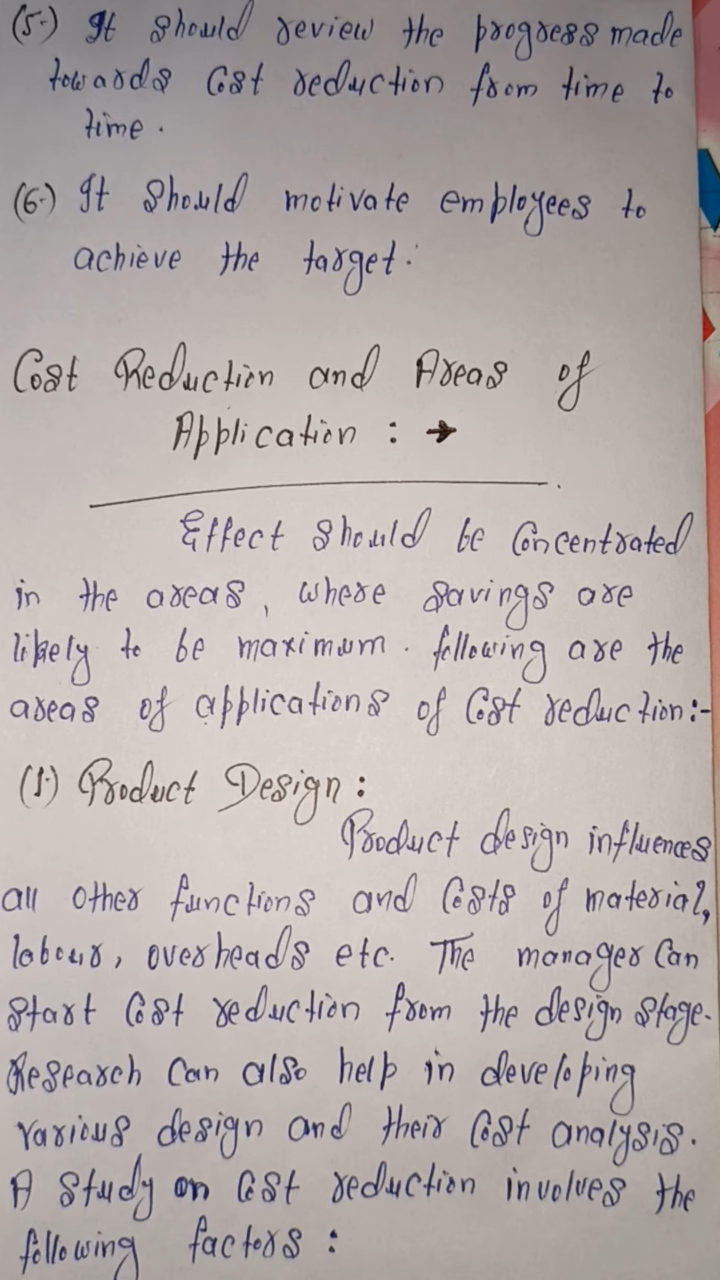 (5.) It should review the progress made
towards Cost reduction from time to
time.
(6.) It should motivate employees to
achieve the target.
Cost Reduction and Areas of
Application : →
Effect should be Concentrated
in the areas, where savings are
likely to be maximum. following are the
areas of applications of Cost reduction:-
(1.) Product Design :
Product design influences
all other functions and Costs of material,
labour, overheads etc. The manager Can
start Cost reduction from the design stage.
Research Can also help in developing
various design and their Cost analysis.
A study on Cost reduction involves the
following factors :